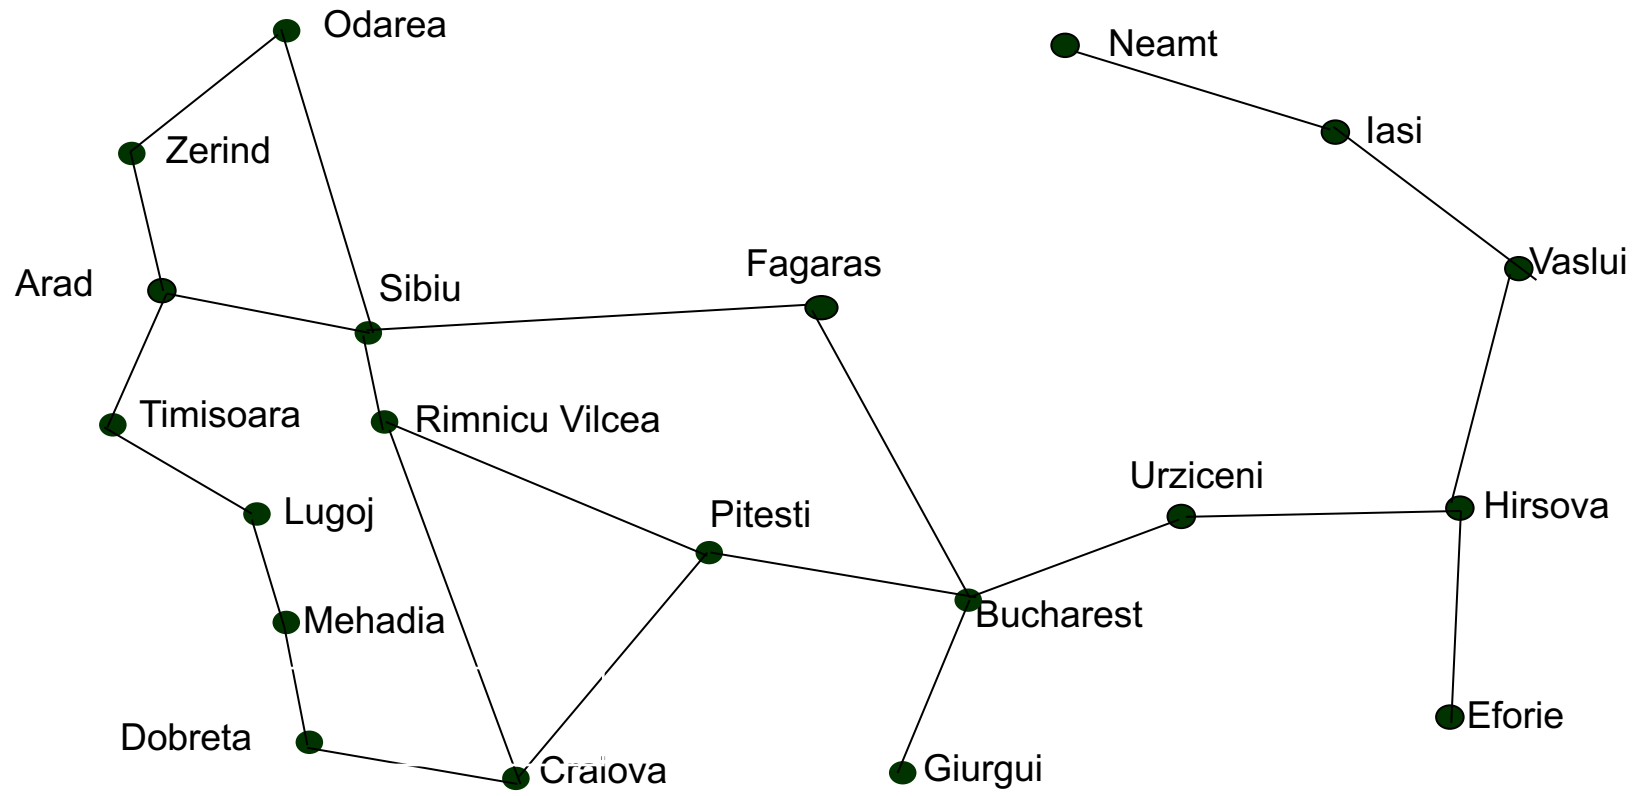 Odarea
Neamt
Iasi
Zerind
Fagaras
Vaslui
Arad
Sibiu
Timisoara
Rimnicu Vilcea
Urziceni
Lugoj
Pitesti
Hirsova
Mehadia
Bucharest
Eforie
Dobreta
Craiova
Giurgui